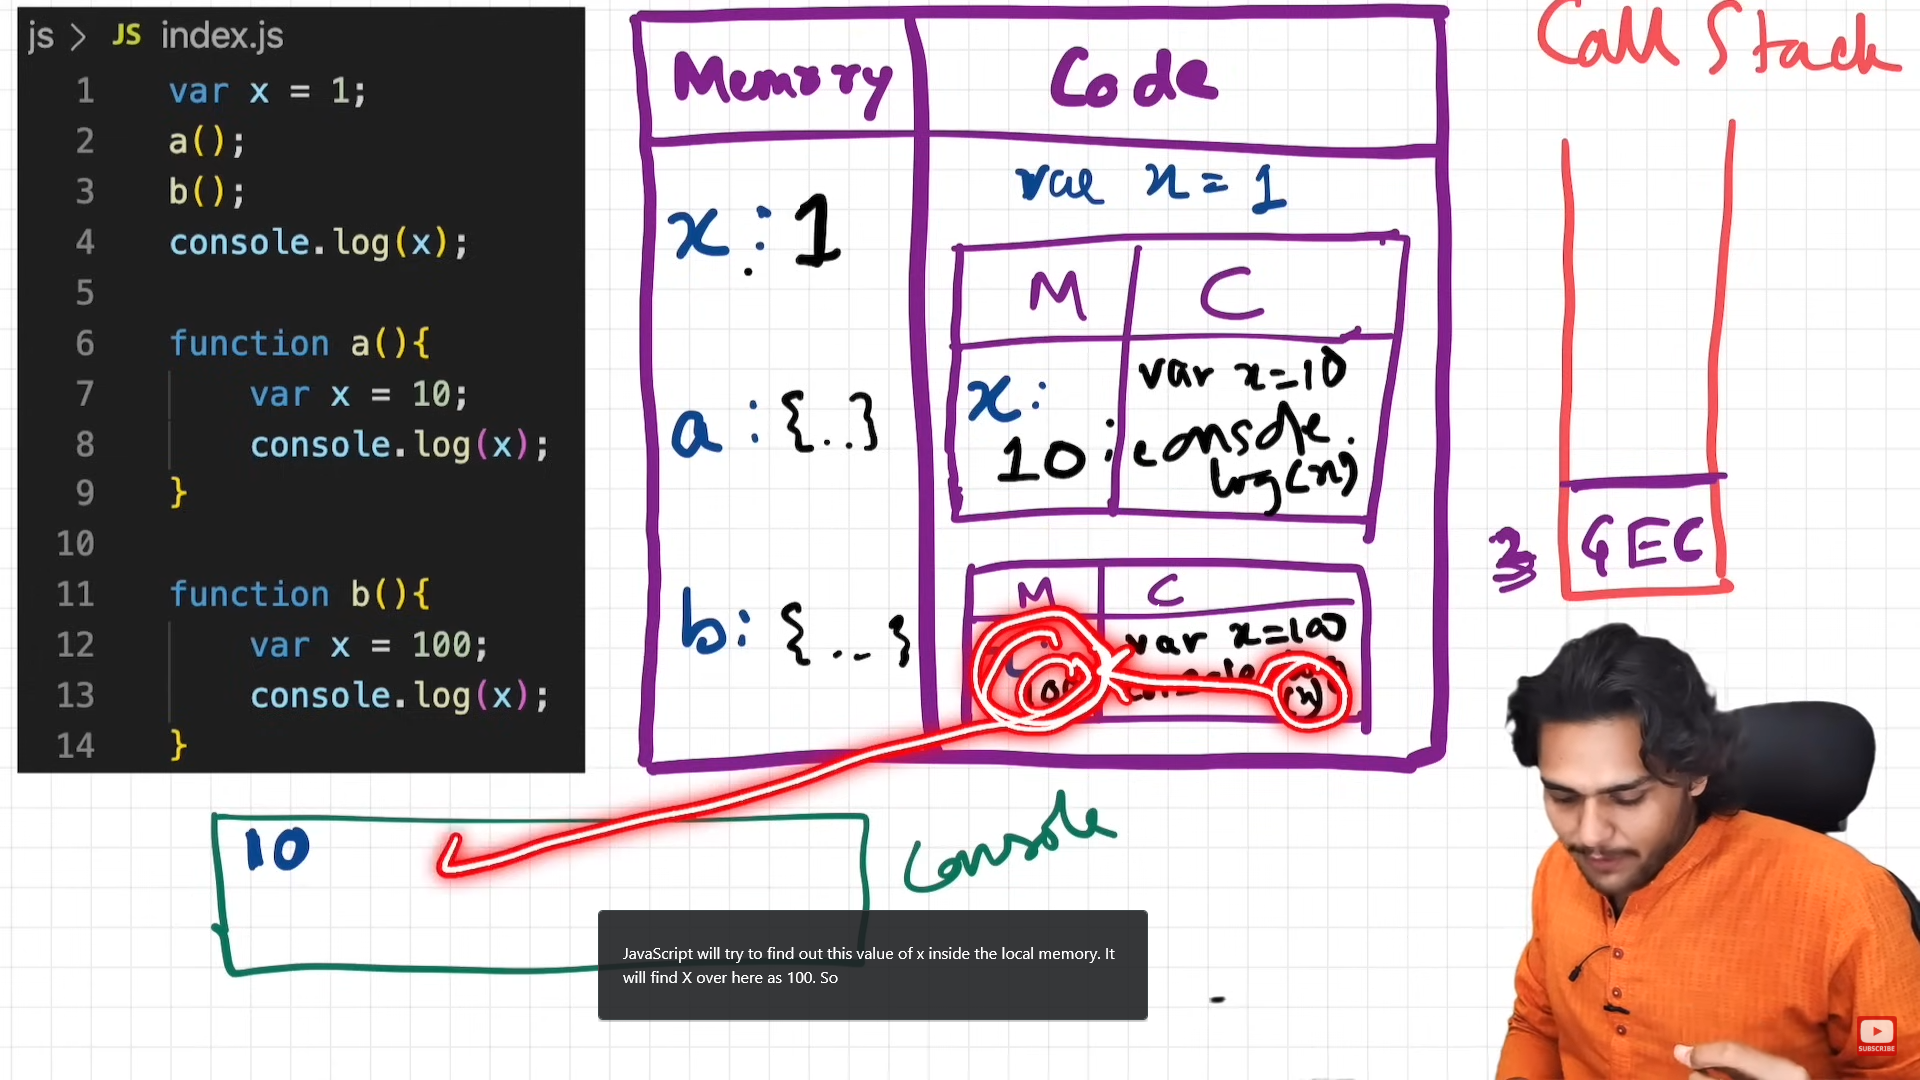 js > JS index.js
1 var x = 1;
2 a();
3 b();
4 console.log(x);
5
6 function a(){
7 var x = 10;
8 console.log(x);
9 }
10
11 function b(){
12 var x = 100;
13 console.log(x);
14 }
Memory Code
x : 1
a : {..}
b: {.._}
var x = 1
M C
x: 10
var x=10
console.
log(x)
M C
100
var x=100
(x)
Call Stack
GEC
10
Console
JavaScript will try to find out this value of x inside the local memory. It
will find X over here as 100. So
SUBSCRIBE